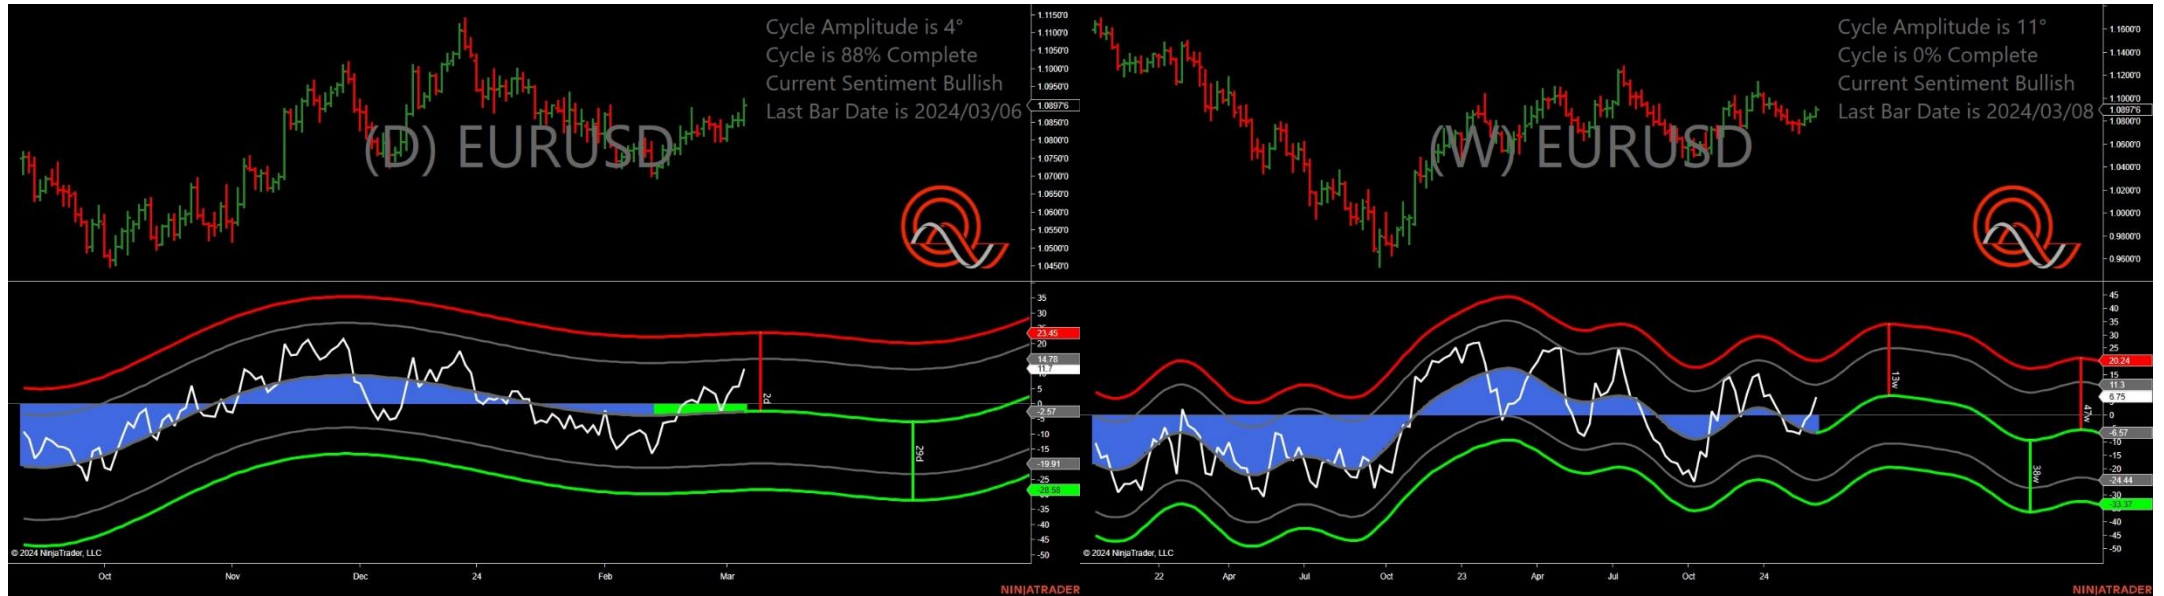 Cycle Amplitude is 4°
Cycle is 88% Complete
Current Sentiment Bullish
Last Bar Date is 2024/03/06
(D) EURUSD
1.1150'0
1.1050'0
1.1000'0
1.0950'0
1.0897'6
1.0850'0
1.0800'0
1.0750'0
1.0700'0
1.0650'0
1.0600'0
1.0550'0
1.0500'0
1.0450'0
35
30
23.45
20
14.78
11.7
5
0
-2.57
-5
-10
-15
-19.91
-25
-28.58
-35
-40
-45
-50
2d
29d
© 2024 NinjaTrader, LLC
Oct
Nov
Dec
24
Feb
Mar
NINJATRADER
Cycle Amplitude is 11°
Cycle is 0% Complete
Current Sentiment Bullish
Last Bar Date is 2024/03/08
(W) EURUSD
1.1600'0
1.1400'0
1.1200'0
1.1000'0
1.0897'6
1.0800'0
1.0600'0
1.0400'0
1.0200'0
1.0000'0
0.9800'0
0.9600'0
45
40
35
30
25
20.24
15
11.3
6.75
0
-6.57
-10
-15
-20
-24.44
-30
-33.37
-40
-45
-50
13w
38w
47w
© 2024 NinjaTrader, LLC
22
Apr
Jul
Oct
23
Apr
Jul
Oct
24
NINJATRADER